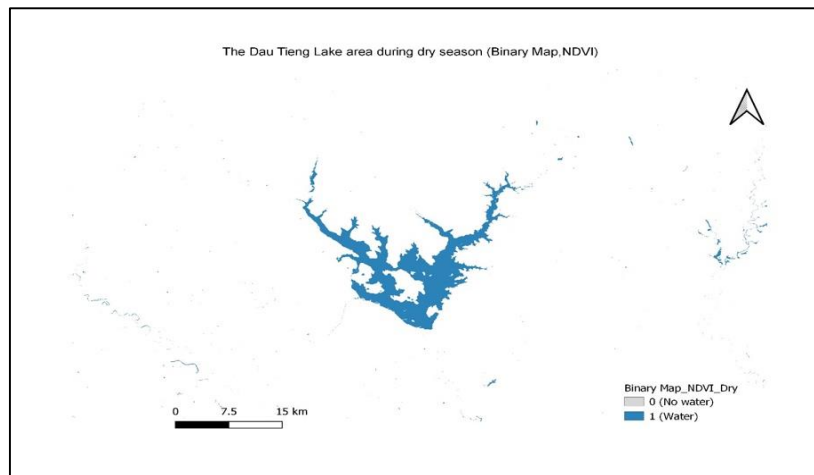 The Dau Tieng Lake area during dry season (Binary Map,NDVI)
0 7.5 15 km
Binary Map_NDVI_Dry
0 (No water)
1 (Water)